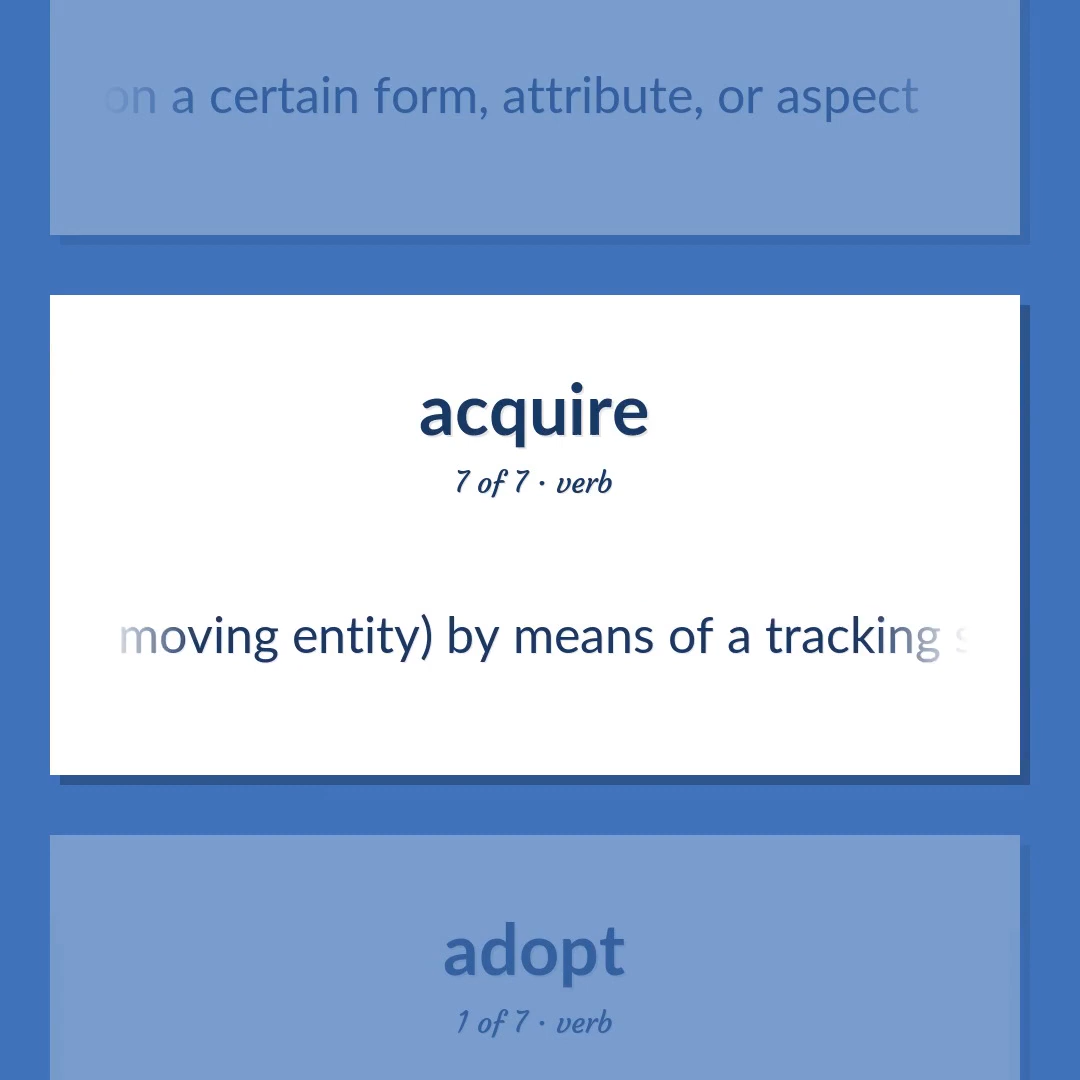 on a certain form, attribute, or aspect
acquire
7 of 7 · verb
moving entity) by means of a tracking
adopt
1 of 7 · verb